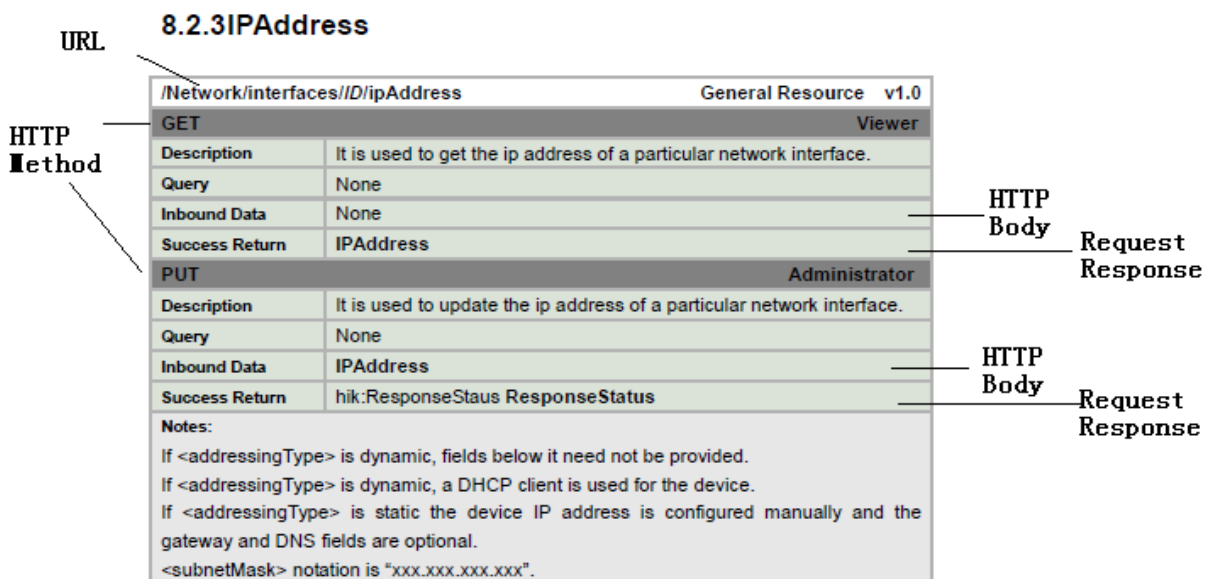 8.2.3IPAddress
URL
/Network/interfaces//ID/ipAddress General Resource v1.0
HTTP Method
GET Viewer
Description It is used to get the ip address of a particular network interface.
Query None
Inbound Data None
HTTP Body
Success Return IPAddress
Request Response
PUT Administrator
Description It is used to update the ip address of a particular network interface.
Query None
Inbound Data IPAddress
HTTP Body
Success Return hik:ResponseStaus ResponseStatus
Request Response
Notes:
If <addressingType> is dynamic, fields below it need not be provided.
If <addressingType> is dynamic, a DHCP client is used for the device.
If <addressingType> is static the device IP address is configured manually and the
gateway and DNS fields are optional.
<subnetMask> notation is “xxx.xxx.xxx.xxx”.